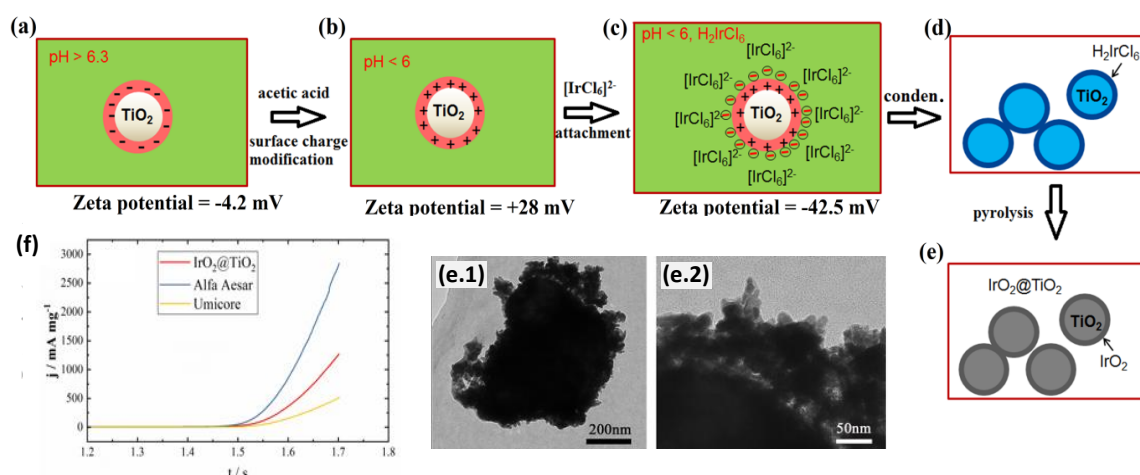 (a)
pH > 6.3
TiO2
Zeta potential = -4.2 mV
acetic acid
surface charge
modification
(b)
pH < 6
TiO2
Zeta potential = +28 mV
[IrCl6]2-
attachment
(c)
pH < 6, H2IrCl6
[IrCl6]2-
[IrCl6]2-
[IrCl6]2-
[IrCl6]2-
[IrCl6]2-
TiO2
[IrCl6]2-
[IrCl6]2-
[IrCl6]2-
[IrCl6]2-
[IrCl6]2-
Zeta potential = -42.5 mV
conden.
(d)
H2IrCl6
TiO2
pyrolysis
(e)
IrO2@TiO2
TiO2
IrO2
(f)
j / mA mg-1
3000
2500
2000
1500
1000
500
0
IrO2@TiO2
Alfa Aesar
Umicore
1.2 1.3 1.4 1.5 1.6 1.7 1.8
t / s
(e.1)
200nm
(e.2)
50nm